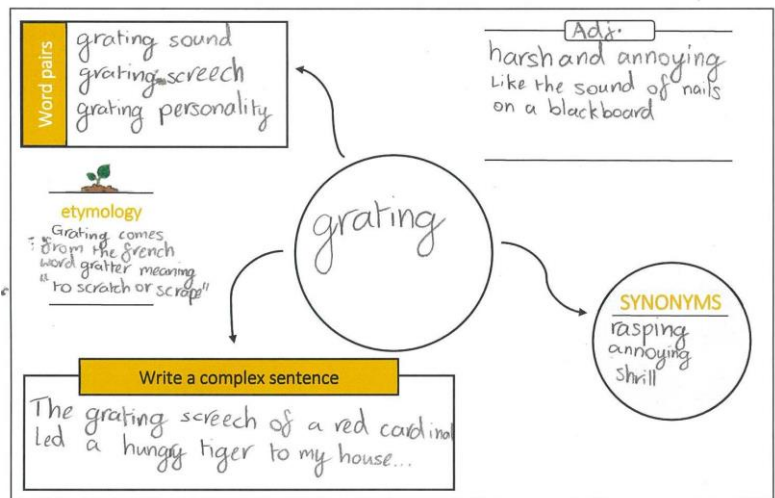 Word pairs
grating sound
grating screech
grating personality
Adj.
harsh and annoying
Like the sound of nails
on a blackboard
etymology
Grating comes
from the french
word gratter meaning
"to scratch or scrape"
grating
SYNONYMS
rasping
annoying
shrill
Write a complex sentence
The grating screech of a red cardinal
led a hungry tiger to my house...